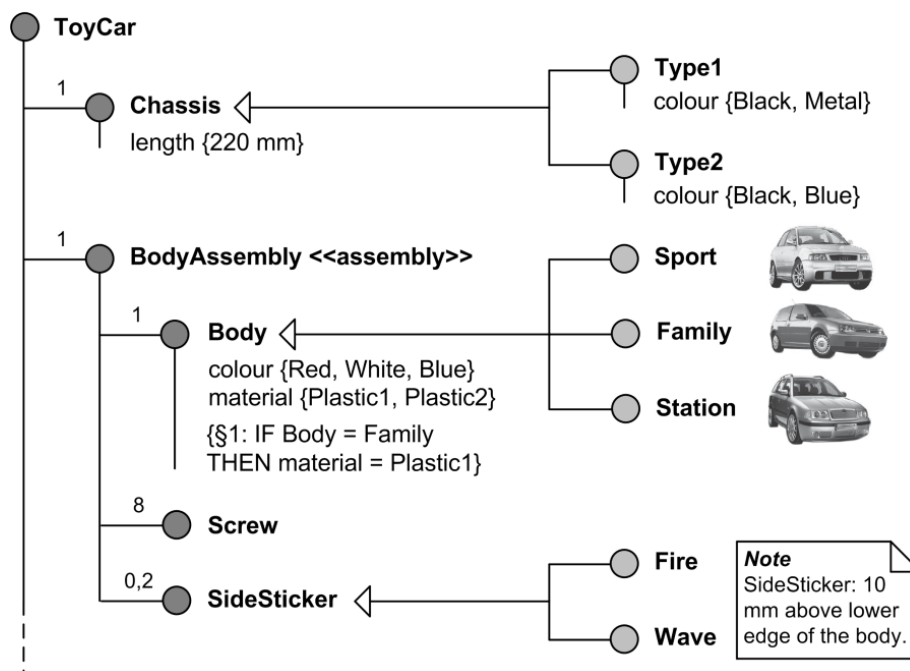 ToyCar
1
Chassis
length {220 mm}
Type1
colour {Black, Metal}
Type2
colour {Black, Blue}
1
BodyAssembly <<assembly>>
1
Body
colour {Red, White, Blue}
material {Plastic1, Plastic2}
{§1: IF Body = Family
THEN material = Plastic1}
Sport
Family
Station
8
Screw
0,2
SideSticker
Fire
Wave
Note
SideSticker: 10
mm above lower
edge of the body.